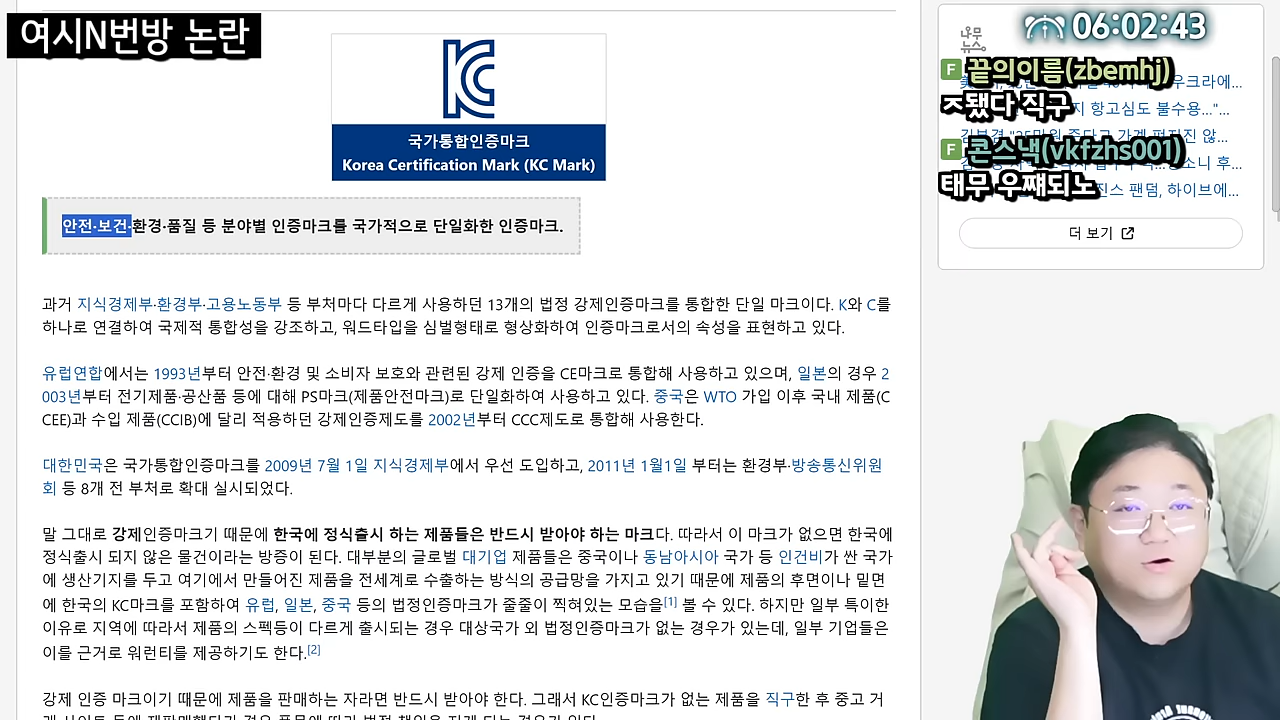 여시N번방 논란
국가통합인증마크
Korea Certification Mark (KC Mark)
안전·보건·환경·품질 등 분야별 인증마크를 국가적으로 단일화한 인증마크.
과거 지식경제부·환경부·고용노동부 등 부처마다 다르게 사용하던 13개의 법정 강제인증마크를 통합한 단일 마크이다. K와 C를
하나로 연결하여 국제적 통합성을 강조하고, 워드타입을 심벌형태로 형상화하여 인증마크로서의 속성을 표현하고 있다.
유럽연합에서는 1993년부터 안전·환경 및 소비자 보호와 관련된 강제 인증을 CE마크로 통합해 사용하고 있으며, 일본의 경우 2
003년부터 전기제품·공산품 등에 대해 PS마크(제품안전마크)로 단일화하여 사용하고 있다. 중국은 WTO 가입 이후 국내 제품(C
CEE)과 수입 제품(CCIB)에 달리 적용하던 강제인증제도를 2002년부터 CCC제도로 통합해 사용한다.
대한민국은 국가통합인증마크를 2009년 7월 1일 지식경제부에서 우선 도입하고, 2011년 1월1일 부터는 환경부·방송통신위원
회 등 8개 전 부처로 확대 실시되었다.
말 그대로 강제인증마크기 때문에 한국에 정식출시 하는 제품들은 반드시 받아야 하는 마크다. 따라서 이 마크가 없으면 한국에
정식출시 되지 않은 물건이라는 방증이 된다. 대부분의 글로벌 대기업 제품들은 중국이나 동남아시아 국가 등 인건비가 싼 국가
에 생산기지를 두고 여기에서 만들어진 제품을 전세계로 수출하는 방식의 공급망을 가지고 있기 때문에 제품의 후면이나 밑면
에 한국의 KC마크를 포함하여 유럽, 일본, 중국 등의 법정인증마크가 줄줄이 찍혀있는 모습을[1] 볼 수 있다. 하지만 일부 특이한
이유로 지역에 따라서 제품의 스펙등이 다르게 출시되는 경우 대상국가 외 법정인증마크가 없는 경우가 있는데, 일부 기업들은
이를 근거로 워런티를 제공하기도 한다.[2]
강제 인증 마크이기 때문에 제품을 판매하는 자라면 반드시 받아야 한다. 그래서 KC인증마크가 없는 제품을 직구한 후 중고 거
06:02:43
나무
뉴스
F 끝의이름(zbemhj)
우크라에...
ㅈ됐다 직구
지 항고심도 불수용..."...
F 콘스낵(vkfzhs001)
소니 후...
태무 우쨰되노
진스 팬덤, 하이브에...
더 보기